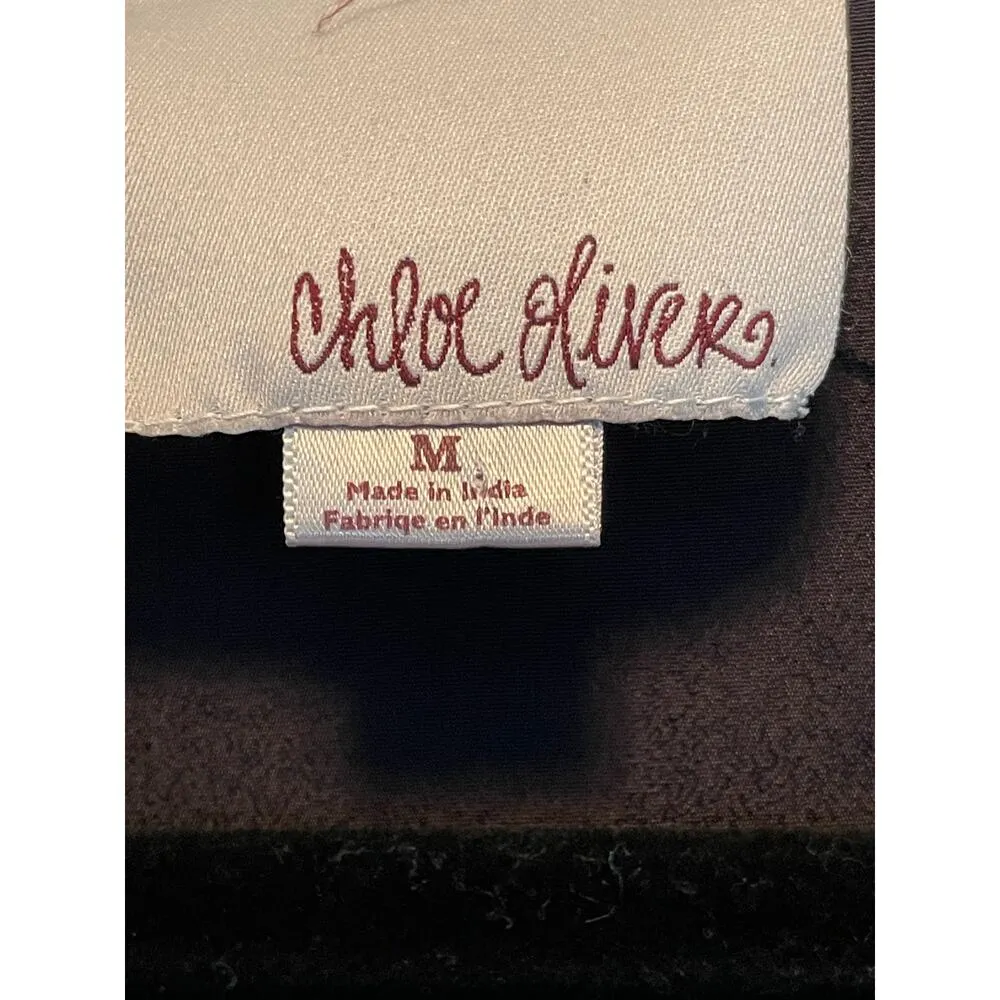 chloe oliver
M
Made in India
Fabriqe en l'Inde